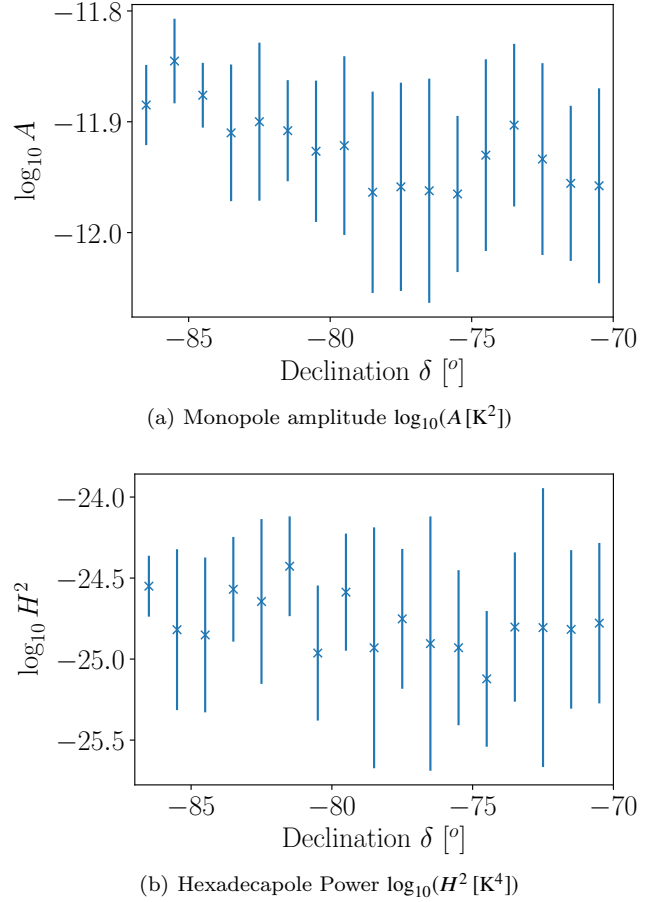 −11.8
−11.9
−12.0
log₁₀ A
−85
−80
−75
−70
Declination δ [°]
(a) Monopole amplitude log₁₀(A[K²])
−24.0
−24.5
−25.0
−25.5
log₁₀ H²
−85
−80
−75
−70
Declination δ [°]
(b) Hexadecapole Power log₁₀(H² [K⁴])